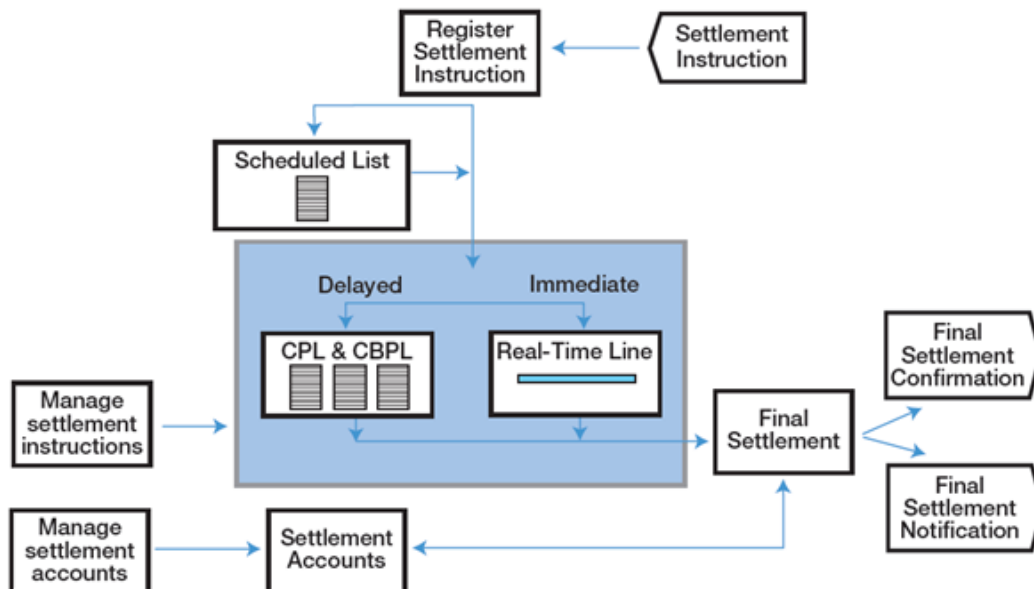 Register
Settlement
Instruction
Settlement
Instruction
Scheduled List
Delayed
Immediate
CPL & CBPL
Real-Time Line
Manage
settlement
instructions
Final
Settlement
Final
Settlement
Confirmation
Final
Settlement
Notification
Manage
settlement
accounts
Settlement
Accounts